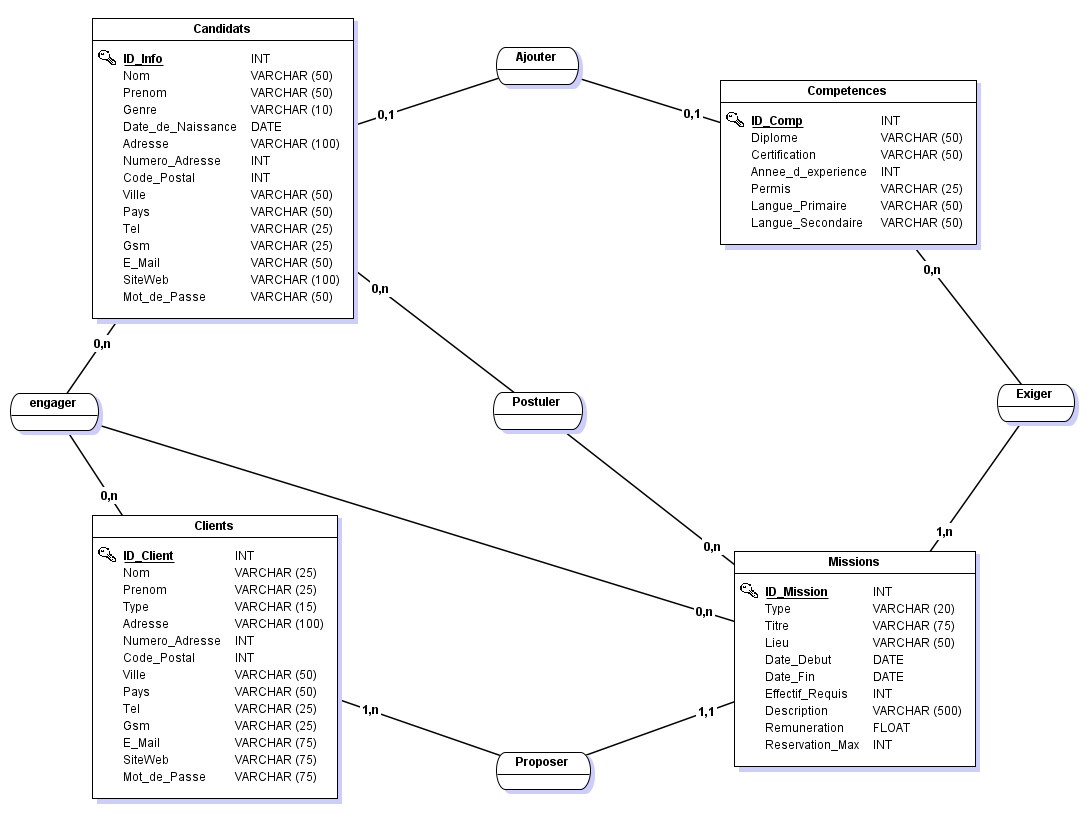 Candidats
ID_Info INT
Nom VARCHAR (50)
Prenom VARCHAR (50)
Genre VARCHAR (10)
Date_de_Naissance DATE
Adresse VARCHAR (100)
Numero_Adresse INT
Code_Postal INT
Ville VARCHAR (50)
Pays VARCHAR (50)
Tel VARCHAR (25)
Gsm VARCHAR (25)
E_Mail VARCHAR (50)
SiteWeb VARCHAR (100)
Mot_de_Passe VARCHAR (50)
Ajouter
0,1
0,1
Competences
ID_Comp INT
Diplome VARCHAR (50)
Certification VARCHAR (50)
Annee_d_experience INT
Permis VARCHAR (25)
Langue_Primaire VARCHAR (50)
Langue_Secondaire VARCHAR (50)
0,n
0,n
0,n
engager
Postuler
Exiger
0,n
0,n
1,n
0,n
Clients
ID_Client INT
Nom VARCHAR (25)
Prenom VARCHAR (25)
Type VARCHAR (15)
Adresse VARCHAR (100)
Numero_Adresse INT
Code_Postal INT
Ville VARCHAR (50)
Pays VARCHAR (50)
Tel VARCHAR (25)
Gsm VARCHAR (25)
E_Mail VARCHAR (75)
SiteWeb VARCHAR (75)
Mot_de_Passe VARCHAR (75)
Missions
ID_Mission INT
Type VARCHAR (20)
Titre VARCHAR (75)
Lieu VARCHAR (50)
Date_Debut DATE
Date_Fin DATE
Effectif_Requis INT
Description VARCHAR (500)
Remuneration FLOAT
Reservation_Max INT
1,n
1,1
Proposer